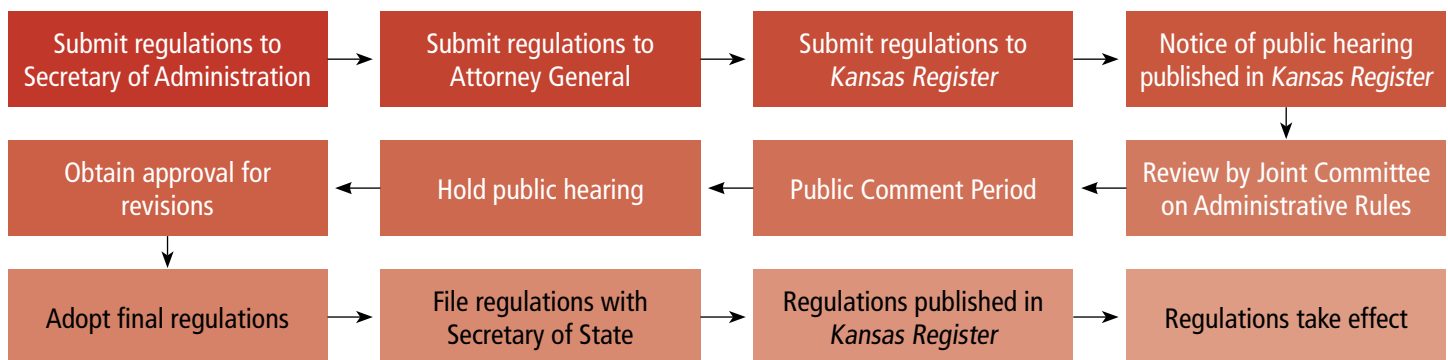 Submit regulations to
Secretary of Administration
Submit regulations to
Attorney General
Submit regulations to
Kansas Register
Notice of public hearing
published in Kansas Register
Review by Joint Committee
on Administrative Rules
Public Comment Period
Hold public hearing
Obtain approval for
revisions
Adopt final regulations
File regulations with
Secretary of State
Regulations published in
Kansas Register
Regulations take effect